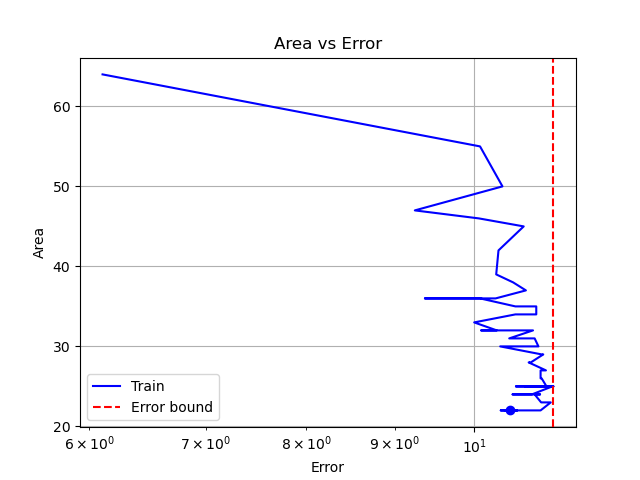 Area vs Error
Area
60
50
40
30
20
Train
Error bound
6 × 10⁰
7 × 10⁰
8 × 10⁰
9 × 10⁰
10¹
Error